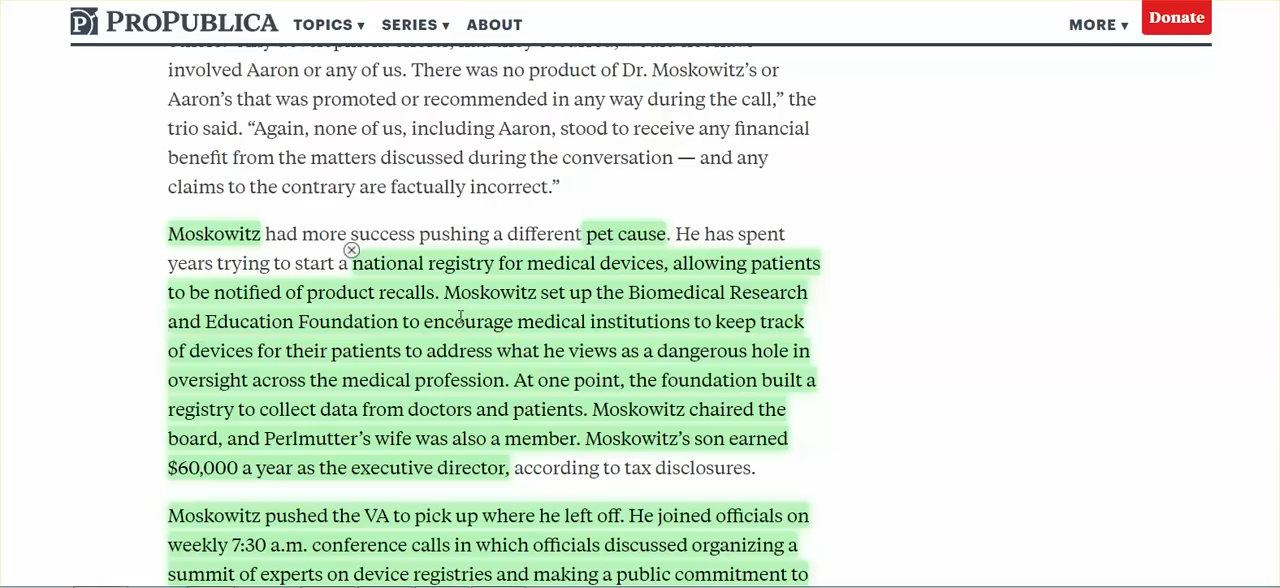 PROPUBLICA TOPICS ▾ SERIES ▾ ABOUT MORE ▾ Donate
involved Aaron or any of us. There was no product of Dr. Moskowitz’s or
Aaron’s that was promoted or recommended in any way during the call,” the
trio said. “Again, none of us, including Aaron, stood to receive any financial
benefit from the matters discussed during the conversation — and any
claims to the contrary are factually incorrect.”
Moskowitz had more success pushing a different pet cause. He has spent
years trying to start a national registry for medical devices, allowing patients
to be notified of product recalls. Moskowitz set up the Biomedical Research
and Education Foundation to encourage medical institutions to keep track
of devices for their patients to address what he views as a dangerous hole in
oversight across the medical profession. At one point, the foundation built a
registry to collect data from doctors and patients. Moskowitz chaired the
board, and Perlmutter’s wife was also a member. Moskowitz’s son earned
$60,000 a year as the executive director, according to tax disclosures.
Moskowitz pushed the VA to pick up where he left off. He joined officials on
weekly 7:30 a.m. conference calls in which officials discussed organizing a
summit of experts on device registries and making a public commitment to